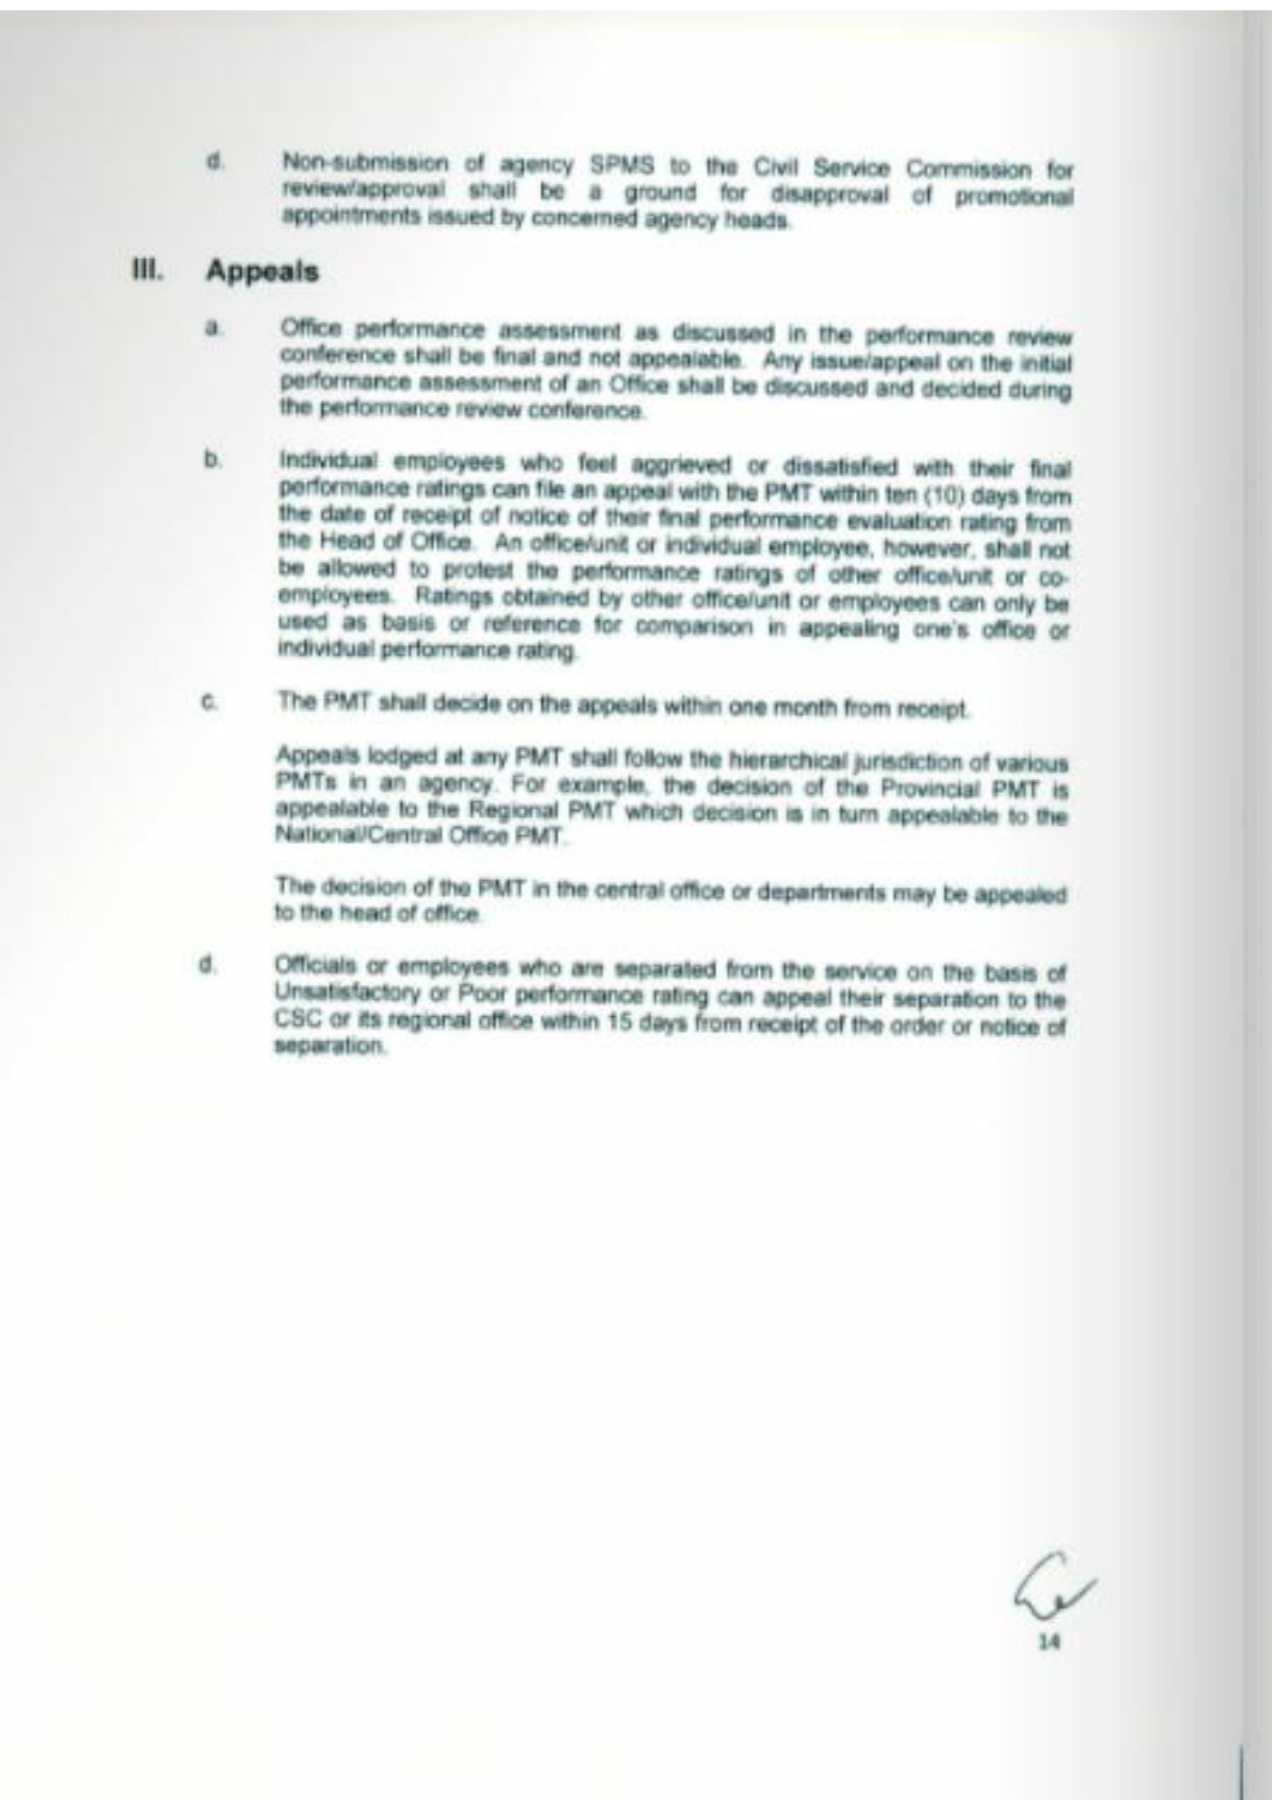 d. Non-submission of agency SPMS to the Civil Service Commission for
review/approval shall be a ground for disapproval of promotional
appointments issued by concerned agency heads.
III. Appeals
a. Office performance assessment as discussed in the performance review
conference shall be final and not appealable. Any issue/appeal on the initial
performance assessment of an Office shall be discussed and decided during
the performance review conference.
b. Individual employees who feel aggrieved or dissatisfied with their final
performance ratings can file an appeal with the PMT within ten (10) days from
the date of receipt of notice of their final performance evaluation rating from
the Head of Office. An office/unit or individual employee, however, shall not
be allowed to protest the performance ratings of other office/unit or co-
employees. Ratings obtained by other office/unit or employees can only be
used as basis or reference for comparison in appealing one's office or
individual performance rating.
c. The PMT shall decide on the appeals within one month from receipt.
Appeals lodged at any PMT shall follow the hierarchical jurisdiction of various
PMTs in an agency. For example, the decision of the Provincial PMT is
appealable to the Regional PMT which decision is in turn appealable to the
National/Central Office PMT.
The decision of the PMT in the central office or departments may be appealed
to the head of office.
d. Officials or employees who are separated from the service on the basis of
Unsatisfactory or Poor performance rating can appeal their separation to the
CSC or its regional office within 15 days from receipt of the order or notice of
separation.
14